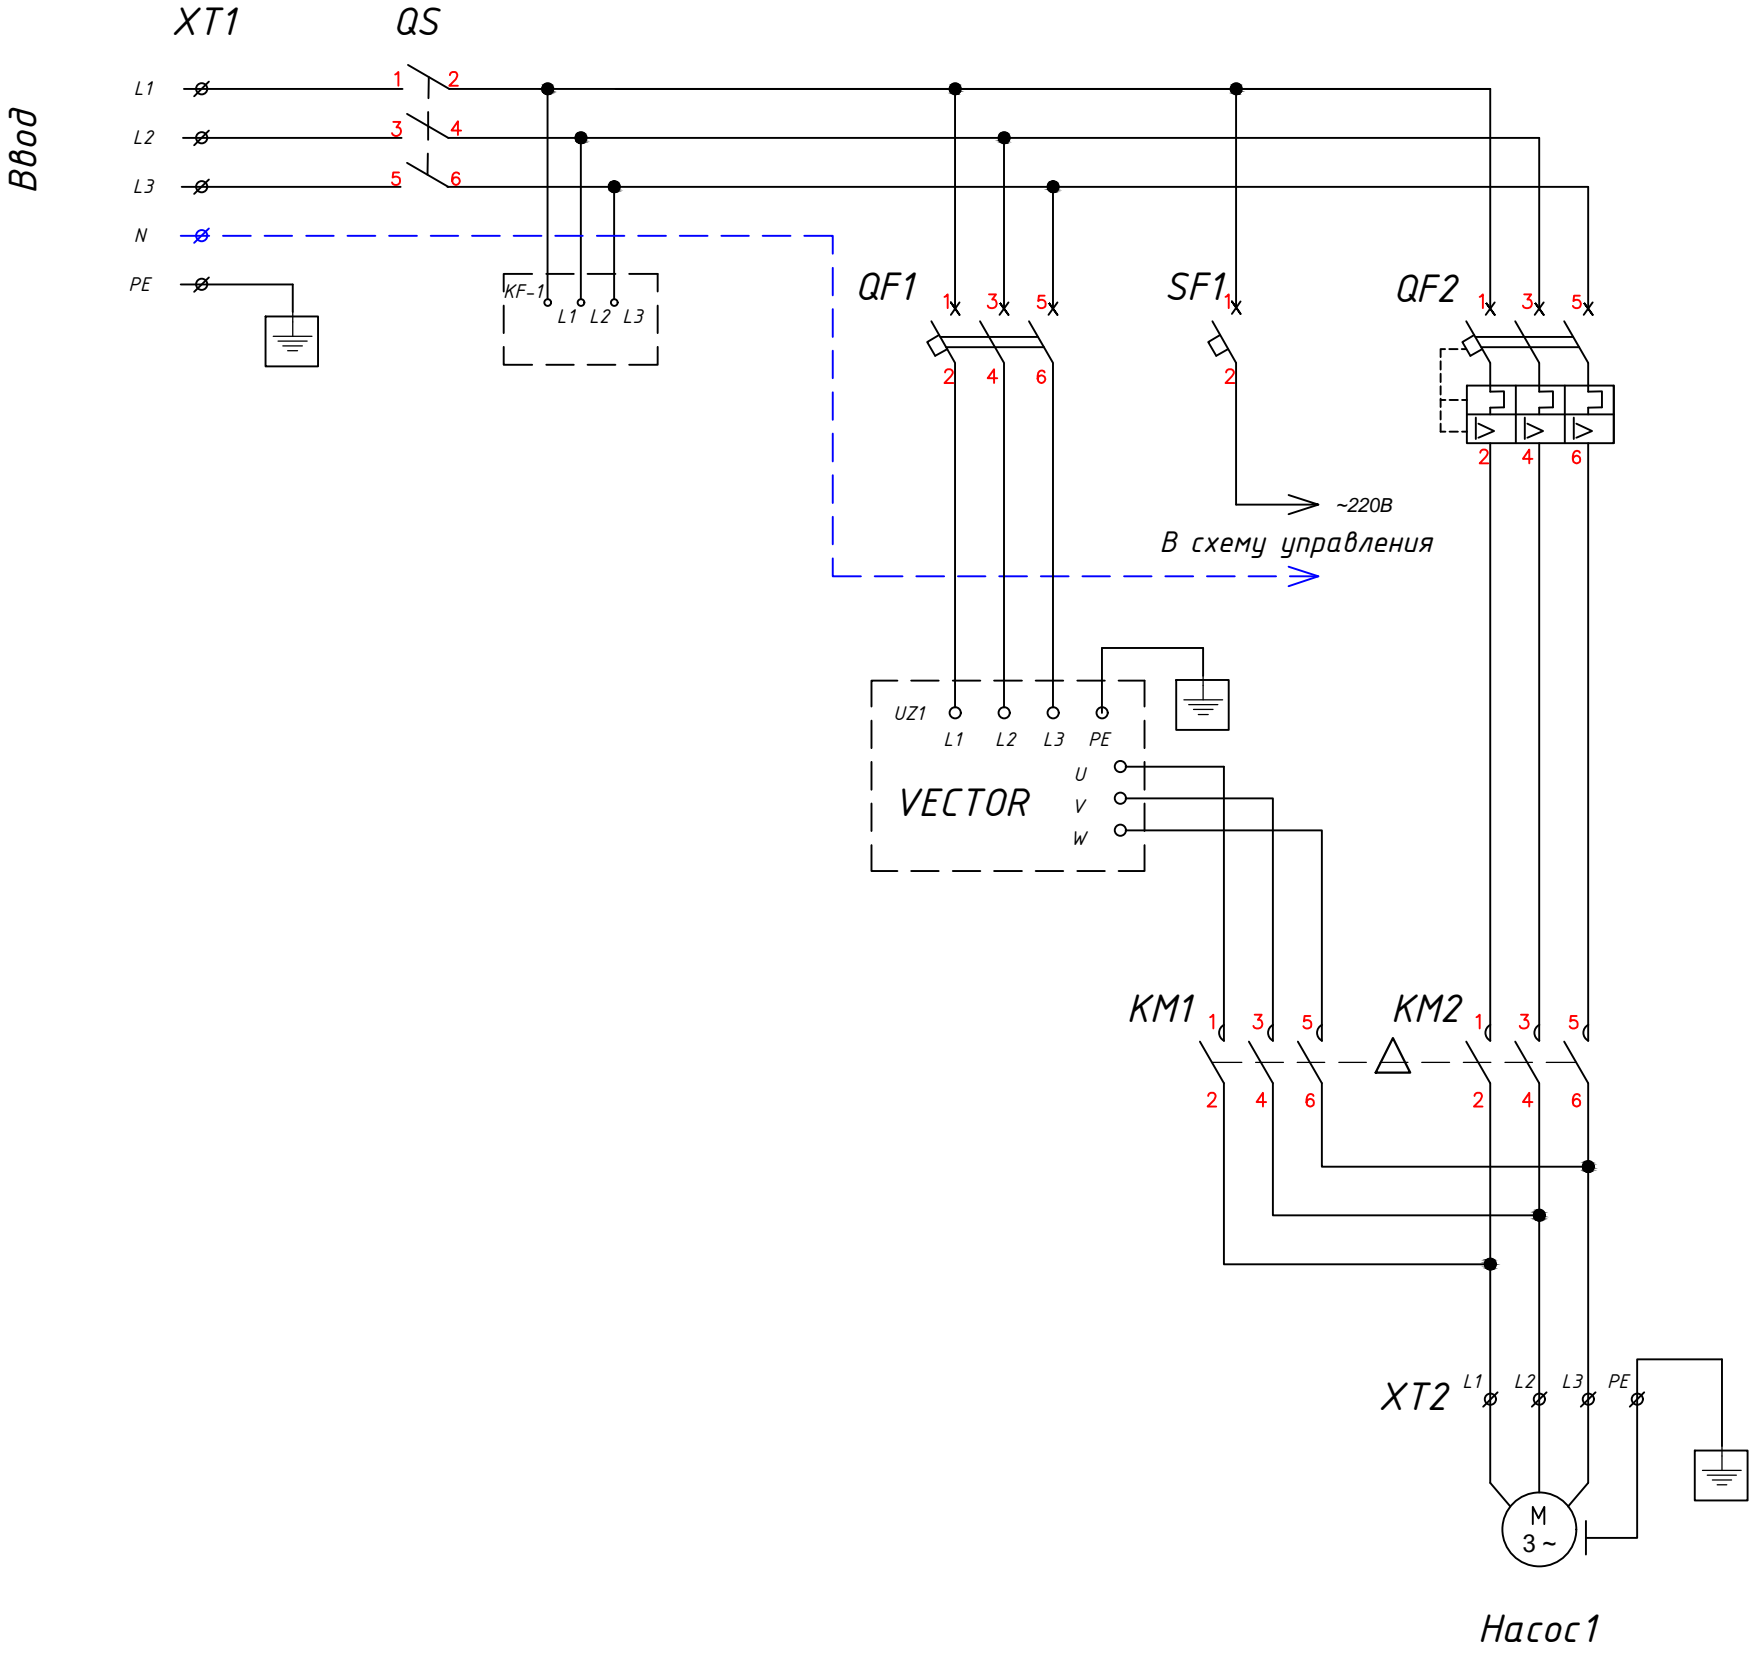 XT1 QS
Ввод
L1 1 2
L2 3 4
L3 5 6
N
PE
KF-1
L1 L2 L3
QF1 1 3 5
SF1 1
QF2 1 3 5
2 4 6
2
2 4 6
~220В
В схему управления
UZ1
L1 L2 L3 PE
U
VECTOR
V
W
KM1 1 3 5
KM2 1 3 5
2 4 6
2 4 6
XT2 L1 L2 L3 PE
M
3 ~
Насос1